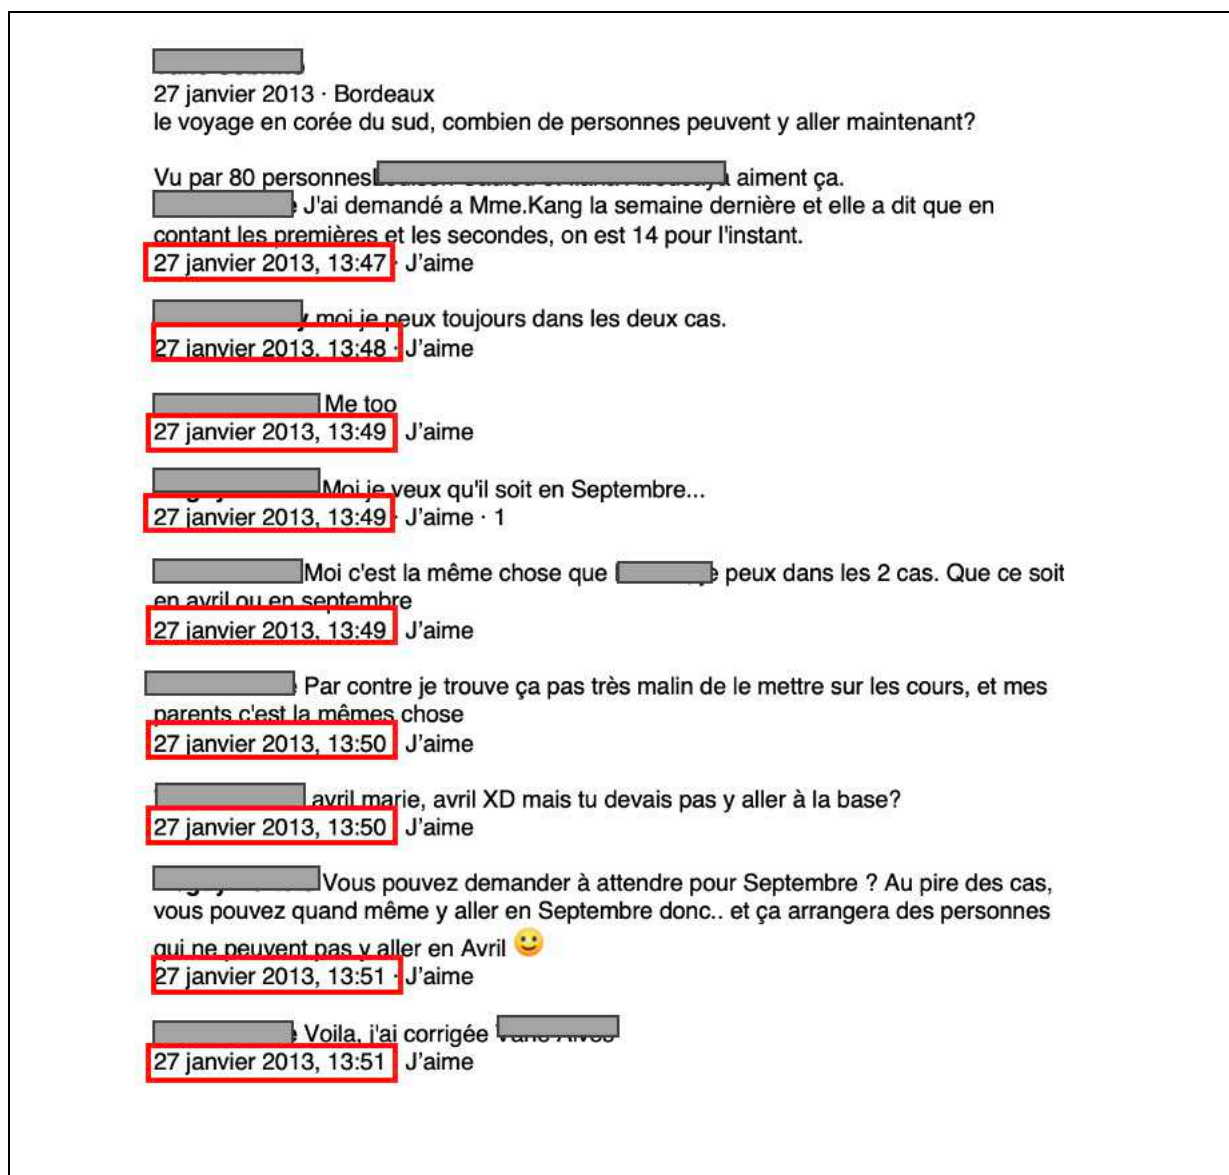 27 janvier 2013 · Bordeaux
le voyage en corée du sud, combien de personnes peuvent y aller maintenant?
Vu par 80 personnes aiment ça.
J'ai demandé a Mme.Kang la semaine dernière et elle a dit que en
contant les premières et les secondes, on est 14 pour l'instant.
27 janvier 2013, 13:47 · J'aime
moi je peux toujours dans les deux cas.
27 janvier 2013, 13:48 · J'aime
Me too
27 janvier 2013, 13:49 J'aime
Moi je veux qu'il soit en Septembre...
27 janvier 2013, 13:49 · J'aime · 1
Moi c'est la même chose que je peux dans les 2 cas. Que ce soit
en avril ou en septembre
27 janvier 2013, 13:49 J'aime
Par contre je trouve ça pas très malin de le mettre sur les cours, et mes
parents c'est la mêmes chose
27 janvier 2013, 13:50 J'aime
avril marie, avril XD mais tu devais pas y aller à la base?
27 janvier 2013, 13:50 J'aime
Vous pouvez demander à attendre pour Septembre ? Au pire des cas,
vous pouvez quand même y aller en Septembre donc.. et ça arrangera des personnes
qui ne peuvent pas y aller en Avril 🙂
27 janvier 2013, 13:51 · J'aime
Voila, j'ai corrigée
27 janvier 2013, 13:51 J'aime